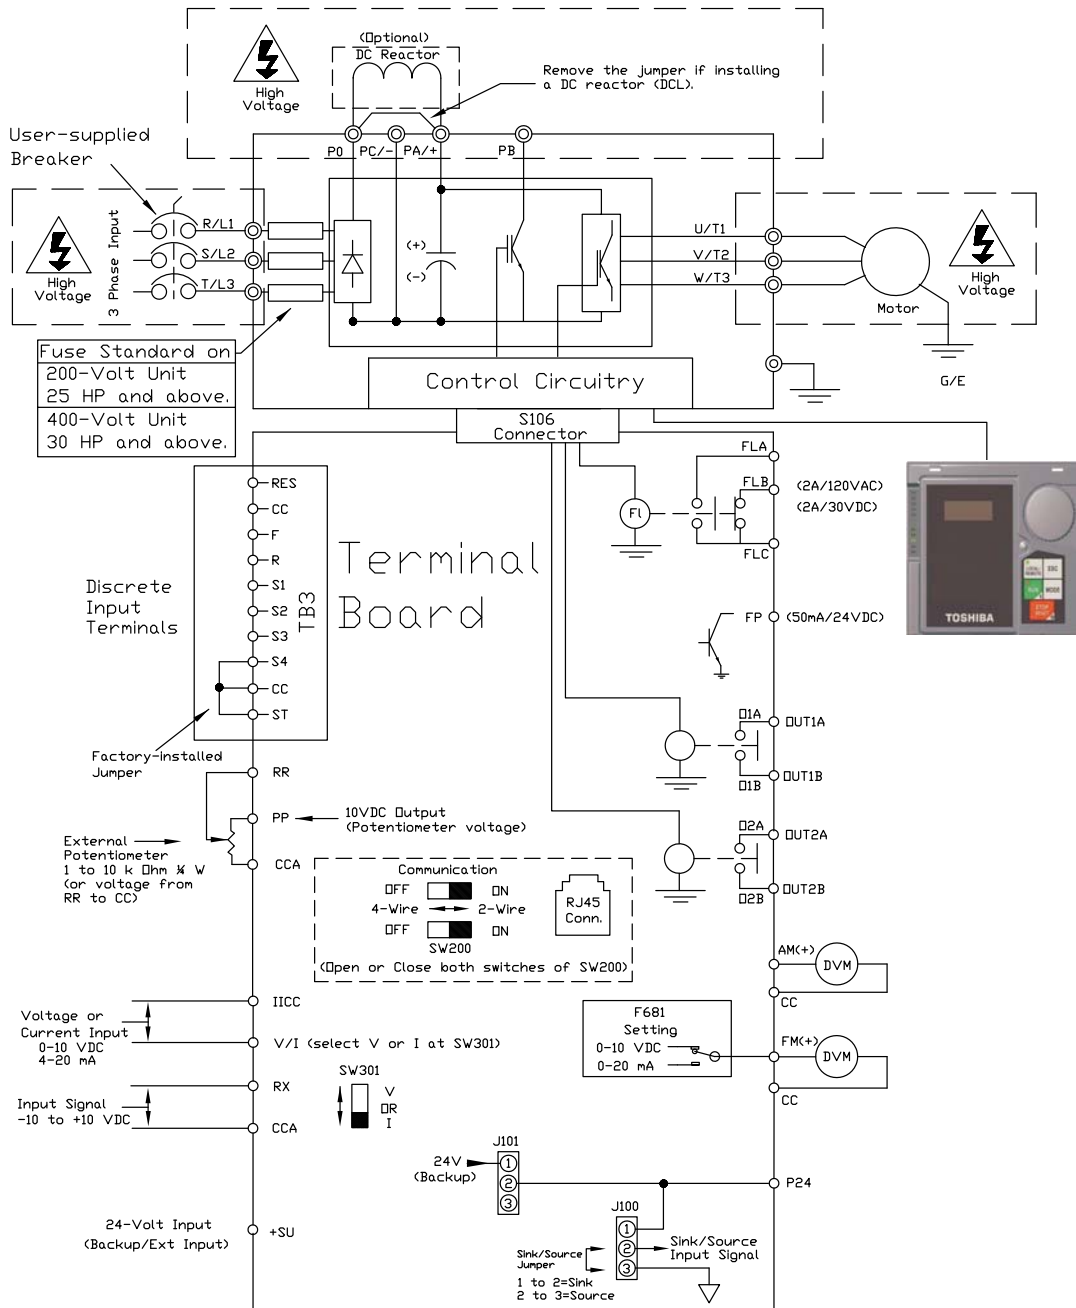 (Optional)
DC Reactor
High
Voltage
Remove the jumper if installing
a DC reactor (DCL).
User-supplied
Breaker
PO PC/- PA/+ PB
3 Phase Input
R/L1
S/L2
T/L3
High
Voltage
(+)
(-)
U/T1
V/T2
W/T3
Motor
High
Voltage
G/E
Fuse Standard on
200-Volt Unit
25 HP and above.
400-Volt Unit
30 HP and above.
Control Circuitry
S106
Connector
FLA
FLB
(2A/120VAC)
(2A/30VDC)
Fl
FLC
RES
CC
F
R
S1
S2
S3
S4
CC
ST
TB3
Terminal
Board
Discrete
Input
Terminals
FP (50mA/24VDC)
ESC
MODE
TOSHIBA
Factory-installed
Jumper
O1A
OUT1A
OUT1B
O1B
RR
PP
10VDC Output
(Potentiometer voltage)
CCA
External
Potentiometer
1 to 10 k Ohm ¼ W
(or voltage from
RR to CC)
O2A
OUT2A
OUT2B
O2B
Communication
OFF ON
4-Wire 2-Wire
OFF ON
SW200
RJ45
Conn.
(Open or Close both switches of SW200)
AM(+)
DVM
CC
IICC
Voltage or
Current Input
0-10 VDC
4-20 mA
V/I (select V or I at SW301)
F681
Setting
0-10 VDC
0-20 mA
FM(+)
DVM
CC
SW301
V
OR
I
RX
Input Signal
-10 to +10 VDC
CCA
J101
24V
(Backup)
1
2
3
P24
24-Volt Input
(Backup/Ext Input)
+SU
J100
1
2
3
Sink/Source
Input Signal
Sink/Source
Jumper
1 to 2=Sink
2 to 3=Source